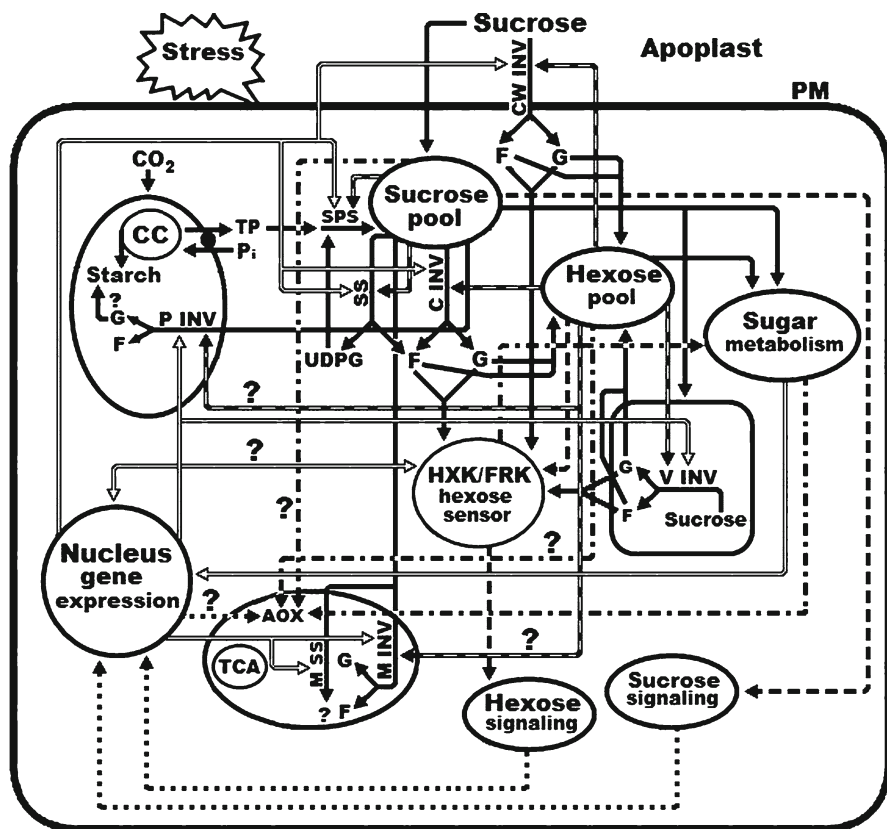 Sucrose
Stress
Apoplast
CW INV
PM
F
G
CO2
Sucrose
pool
SPS
CC
TP
Pi
Starch
?
G
P INV
F
SS
C INV
Hexose
pool
Sugar
metabolism
UDPG
F
G
?
?
HXK/FRK
hexose
sensor
G
V INV
F
Sucrose
?
?
Nucleus
gene
expression
?
AOX
?
TCA
M SS
G
M INV
?
F
Hexose
signaling
Sucrose
signaling